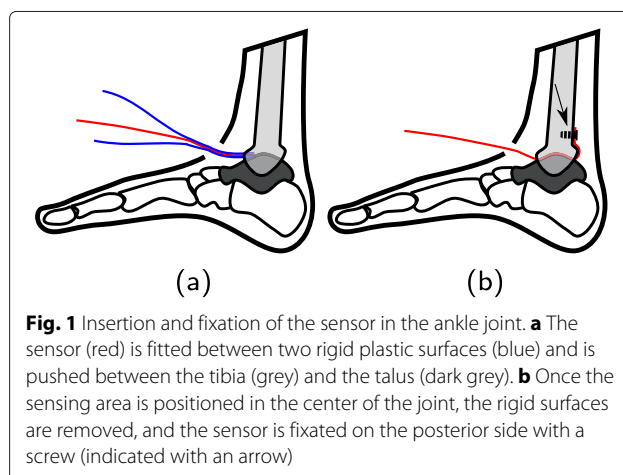 (a)
(b)
Fig. 1 Insertion and fixation of the sensor in the ankle joint. a The
sensor (red) is fitted between two rigid plastic surfaces (blue) and is
pushed between the tibia (grey) and the talus (dark grey). b Once the
sensing area is positioned in the center of the joint, the rigid surfaces
are removed, and the sensor is fixated on the posterior side with a
screw (indicated with an arrow)